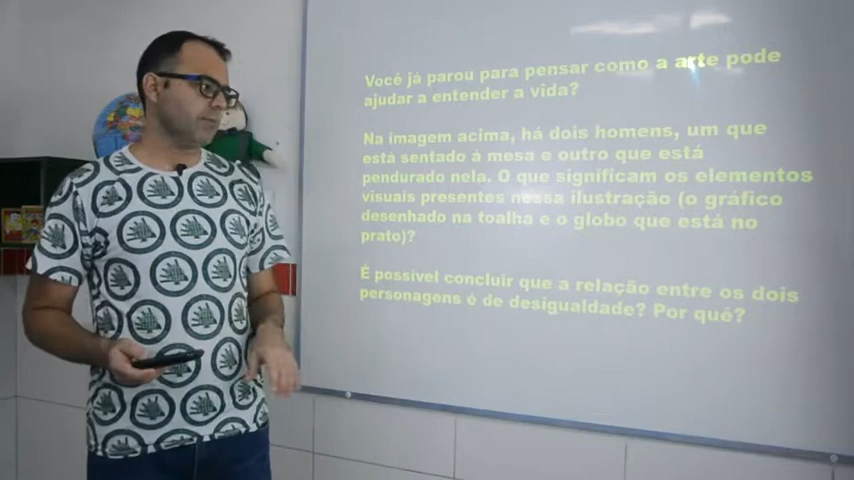 Você já parou para pensar como a arte pode
ajudar a entender a vida?
Na imagem acima, há dois homens, um que
está sentado à mesa e outro que está
pendurado nela. O que significam os elementos
visuais presentes nessa ilustração (o gráfico
desenhado na toalha e o globo que está no
prato)?
É possível concluir que a relação entre os dois
personagens é de desigualdade? Por quê?